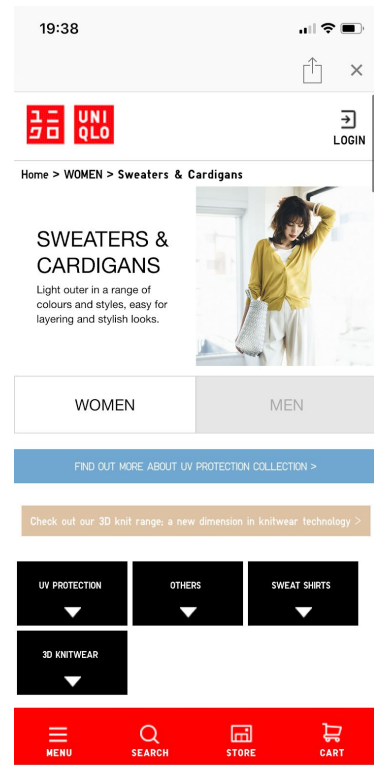 19:38
ユニ
クロ
UNI
QLO
LOGIN
Home > WOMEN > Sweaters & Cardigans
SWEATERS &
CARDIGANS
Light outer in a range of
colours and styles, easy for
layering and stylish looks.
WOMEN
MEN
FIND OUT MORE ABOUT UV PROTECTION COLLECTION >
Check out our 3D knit range; a new dimension in knitwear technology >
UV PROTECTION
OTHERS
SWEAT SHIRTS
3D KNITWEAR
MENU
SEARCH
STORE
CART